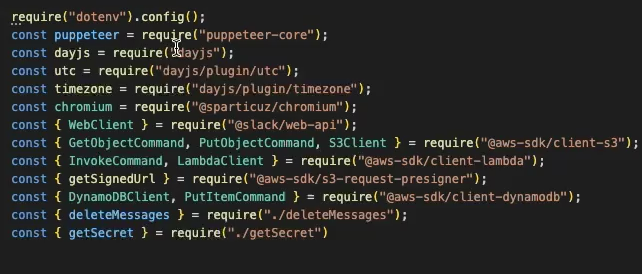 require("dotenv").config();
const puppeteer = require("puppeteer-core");
const dayjs = require("dayjs");
const utc = require("dayjs/plugin/utc");
const timezone = require("dayjs/plugin/timezone");
const chromium = require("@sparticuz/chromium");
const { WebClient } = require("@slack/web-api");
const { GetObjectCommand, PutObjectCommand, S3Client } = require("@aws-sdk/client-s3");
const { InvokeCommand, LambdaClient } = require("@aws-sdk/client-lambda");
const { getSignedUrl } = require("@aws-sdk/s3-request-presigner");
const { DynamoDBClient, PutItemCommand } = require("@aws-sdk/client-dynamodb");
const { deleteMessages } = require("./deleteMessages");
const { getSecret } = require("./getSecret")